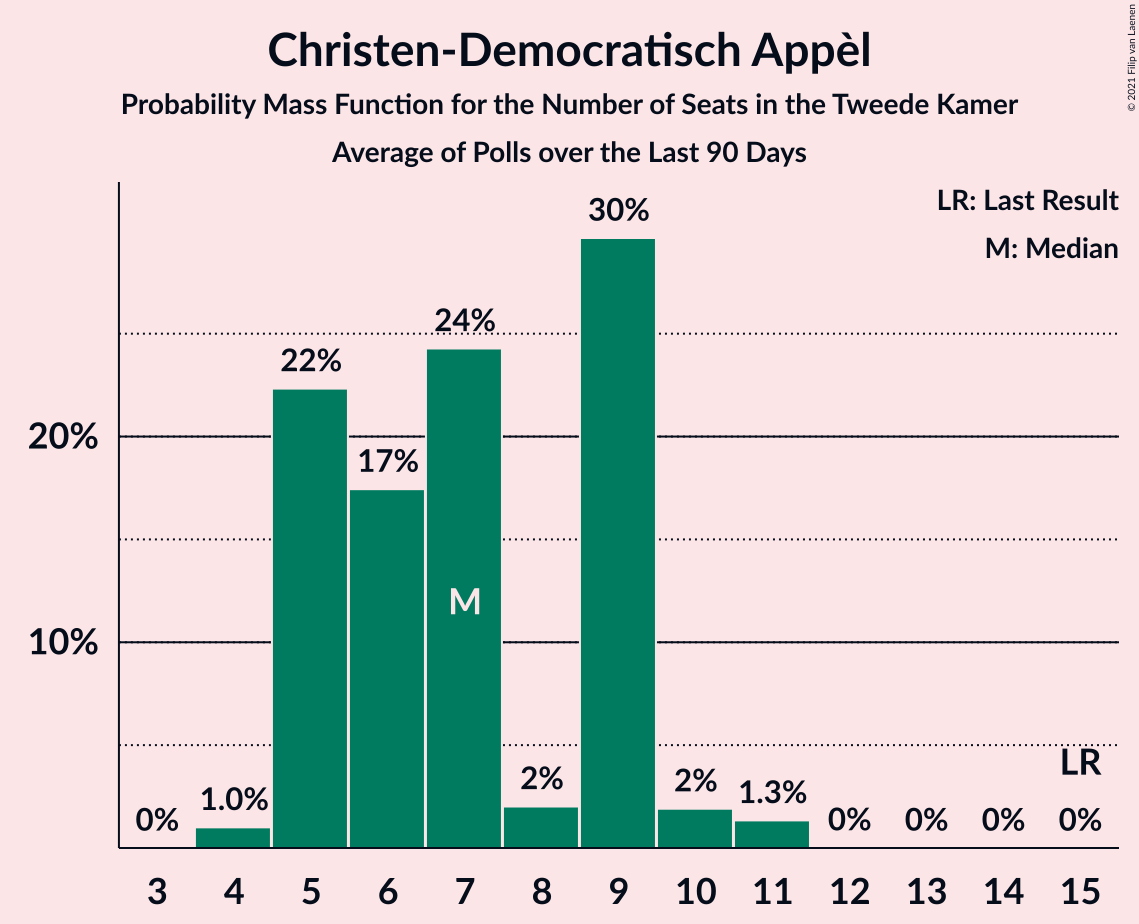 Christen-Democratisch Appèl
Probability Mass Function for the Number of Seats in the Tweede Kamer
Average of Polls over the Last 90 Days
© 2021 Filip van Laenen
LR: Last Result
M: Median
30%
24%
22%
20%
17%
M
10%
LR
0%
1.0%
2%
2%
1.3%
0%
0%
0%
0%
3 4 5 6 7 8 9 10 11 12 13 14 15